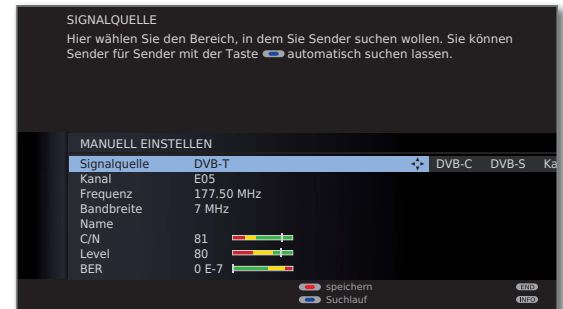 SIGNALQUELLE
Hier wählen Sie den Bereich, in dem Sie Sender suchen wollen. Sie können
Sender für Sender mit der Taste automatisch suchen lassen.
MANUELL EINSTELLEN
Signalquelle DVB-T DVB-C DVB-S Ka
Kanal E05
Frequenz 177.50 MHz
Bandbreite 7 MHz
Name
C/N 81
Level 80
BER 0 E-7
speichern END
Suchlauf INFO